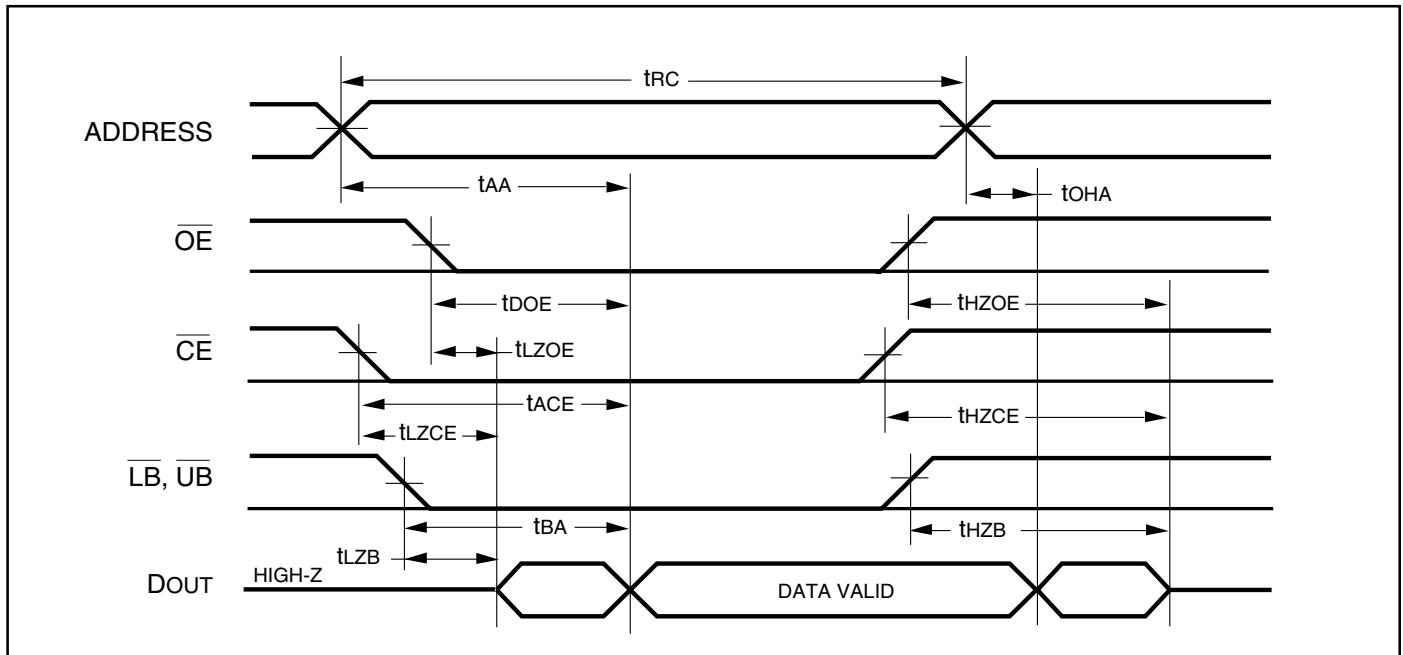 tRC
ADDRESS
tAA
tOHA
OE
tDOE
tHZOE
CE
tLZOE
tACE
tHZCE
tLZCE
LB, UB
tBA
tHZB
tLZB
DOUT
HIGH-Z
DATA VALID